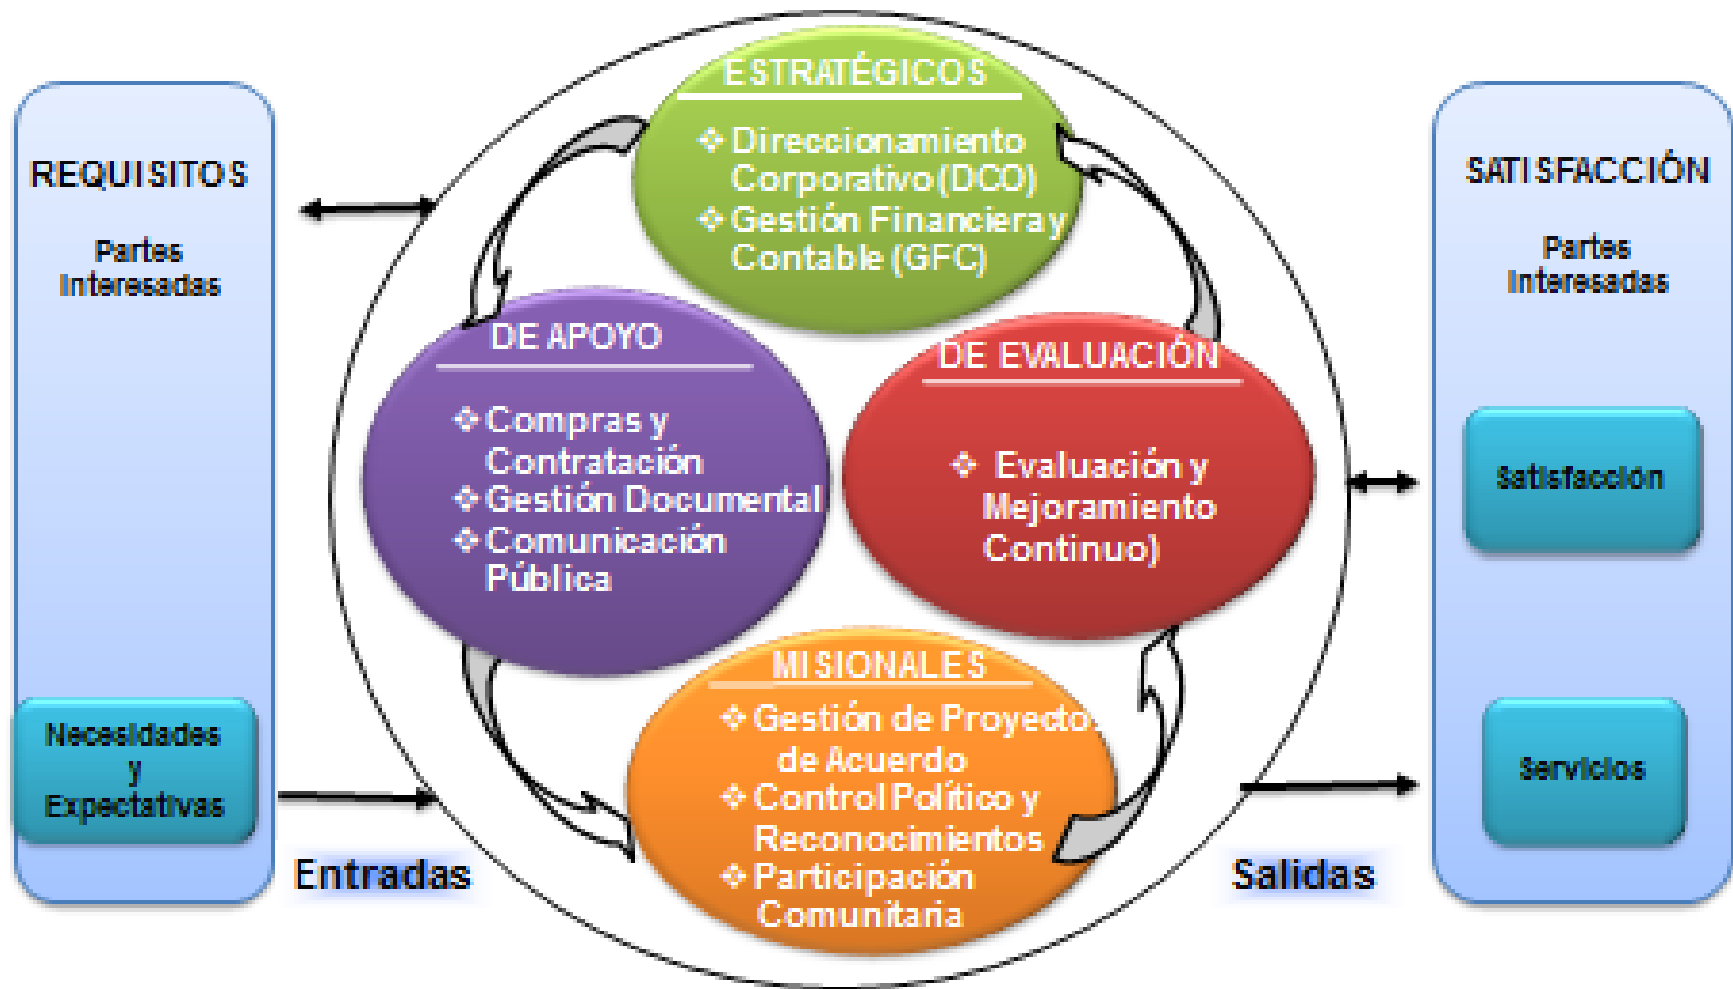 REQUISITOS
Partes
Interesadas
Necesidades
y
Expectativas
Entradas
ESTRATÉGICOS
❖ Direccionamiento
Corporativo (DCO)
❖ Gestión Financiera y
Contable (GFC)
DE APOYO
❖ Compras y
Contratación
❖ Gestión Documental
❖ Comunicación
Pública
DE EVALUACIÓN
❖ Evaluación y
Mejoramiento
Continuo)
MISIONALES
❖ Gestión de Proyecto
de Acuerdo
❖ Control Político y
Reconocimientos
❖ Participación
Comunitaria
Salidas
SATISFACCIÓN
Partes
Interesadas
Satisfacción
Servicios